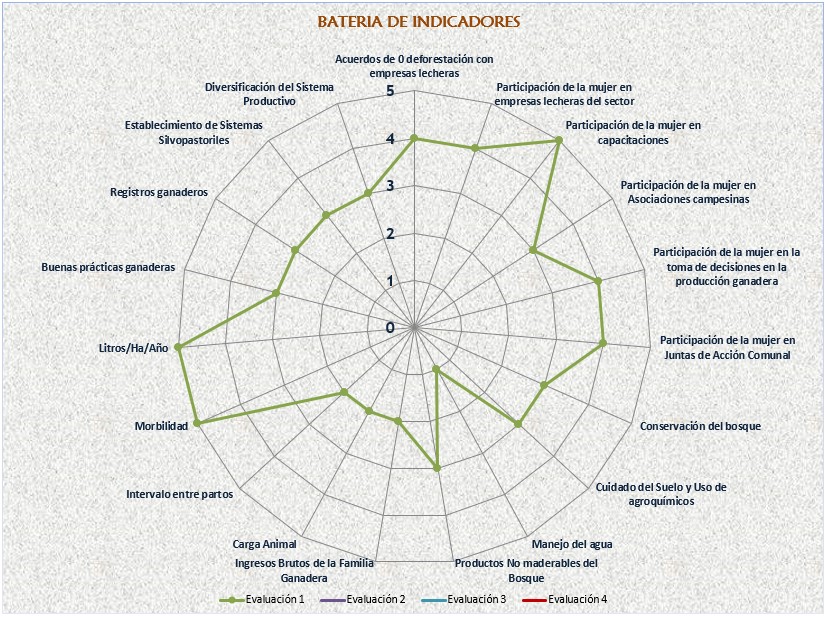 BATERIA DE INDICADORES
Acuerdos de 0 deforestación con
empresas lecheras
Participación de la mujer en
empresas lecheras del sector
Participación de la mujer en
capacitaciones
Participación de la mujer en
Asociaciones campesinas
Participación de la mujer en la
toma de decisiones en la
producción ganadera
Participación de la mujer en
Juntas de Acción Comunal
Conservación del bosque
Cuidado del Suelo y Uso de
agroquímicos
Manejo del agua
Productos No maderables del
Bosque
Ingresos Brutos de la Familia
Ganadera
Carga Animal
Intervalo entre partos
Morbilidad
Litros/Ha/Año
Buenas prácticas ganaderas
Registros ganaderos
Establecimiento de Sistemas
Silvopastoriles
Diversificación del Sistema
Productivo
5
4
3
2
1
0
Evaluación 1 Evaluación 2 Evaluación 3 Evaluación 4